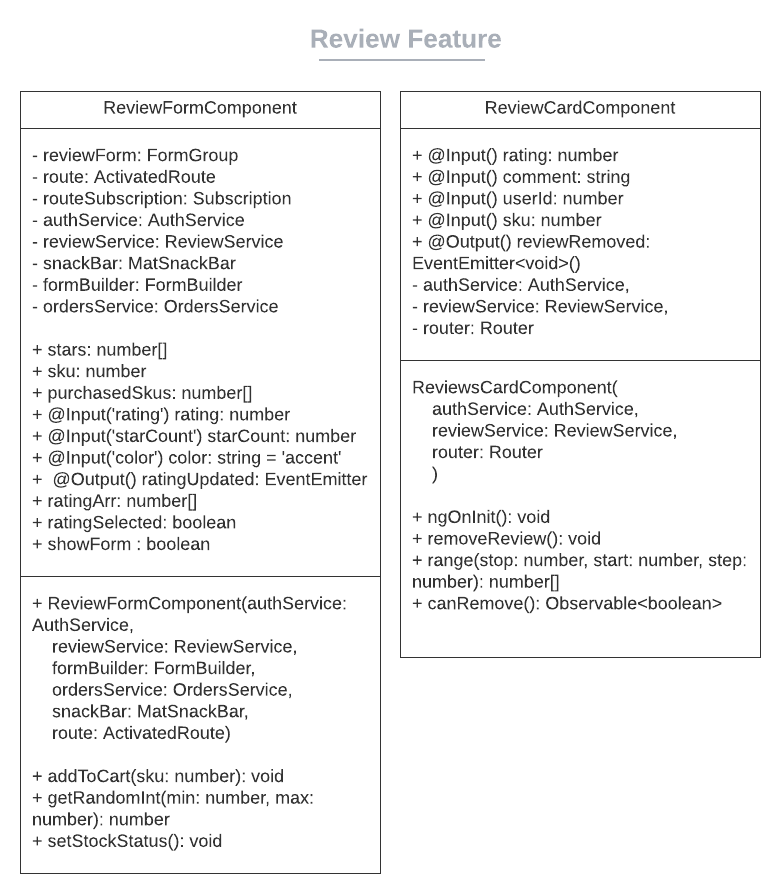 Review Feature
ReviewFormComponent
- reviewForm: FormGroup
- route: ActivatedRoute
- routeSubscription: Subscription
- authService: AuthService
- reviewService: ReviewService
- snackBar: MatSnackBar
- formBuilder: FormBuilder
- ordersService: OrdersService
+ stars: number[]
+ sku: number
+ purchasedSkus: number[]
+ @Input('rating') rating: number
+ @Input('starCount') starCount: number
+ @Input('color') color: string = 'accent'
+  @Output() ratingUpdated: EventEmitter
+ ratingArr: number[]
+ ratingSelected: boolean
+ showForm : boolean
+ ReviewFormComponent(authService:
AuthService,
reviewService: ReviewService,
formBuilder: FormBuilder,
ordersService: OrdersService,
snackBar: MatSnackBar,
route: ActivatedRoute)
+ addToCart(sku: number): void
+ getRandomInt(min: number, max:
number): number
+ setStockStatus(): void
ReviewCardComponent
+ @Input() rating: number
+ @Input() comment: string
+ @Input() userId: number
+ @Input() sku: number
+ @Output() reviewRemoved:
EventEmitter<void>()
- authService: AuthService,
- reviewService: ReviewService,
- router: Router
ReviewsCardComponent(
authService: AuthService,
reviewService: ReviewService,
router: Router
)
+ ngOnInit(): void
+ removeReview(): void
+ range(stop: number, start: number, step:
number): number[]
+ canRemove(): Observable<boolean>